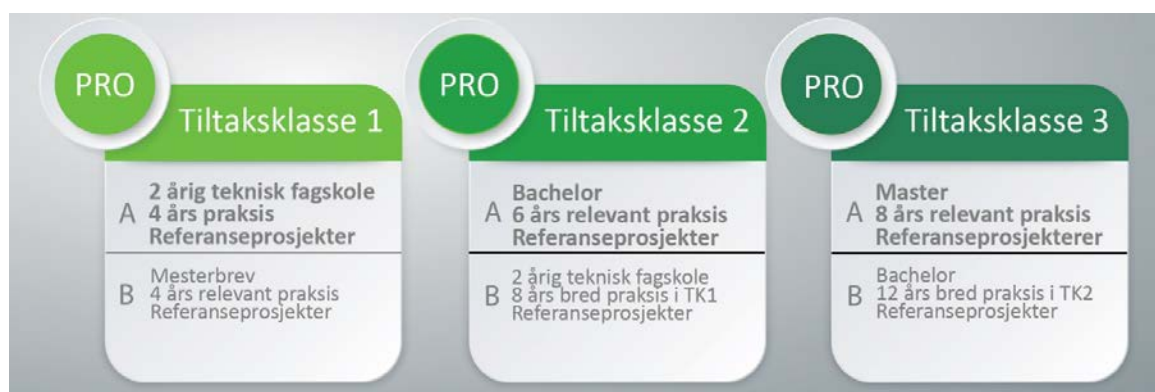 PRO
Tiltaksklasse 1
A
2 årig teknisk fagskole
4 års praksis
Referanseprosjekter
B
Mesterbrev
4 års relevant praksis
Referanseprosjekter
PRO
Tiltaksklasse 2
A
Bachelor
6 års relevant praksis
Referanseprosjekter
B
2 årig teknisk fagskole
8 års bred praksis i TK1
Referanseprosjekter
PRO
Tiltaksklasse 3
A
Master
8 års relevant praksis
Referanseprosjekterer
B
Bachelor
12 års bred praksis i TK2
Referanseprosjekter